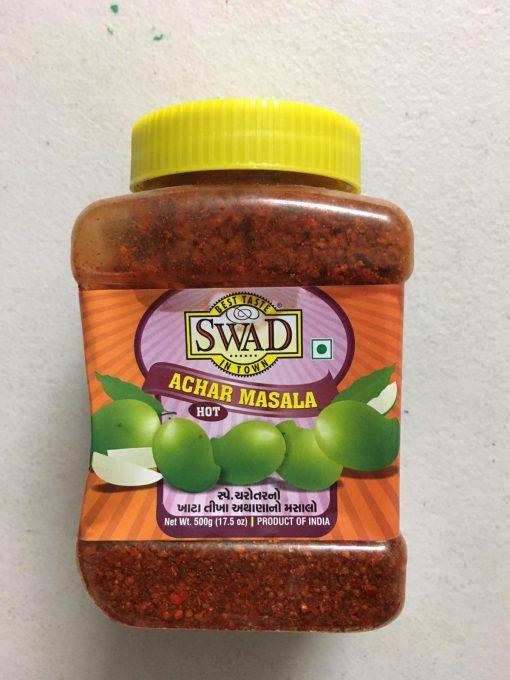 BEST TASTE
SWAD
IN TOWN
ACHAR MASALA
HOT
સ્પે. ચરોતરનો
ખાટા તીખા અથાણાનો મસાલો
Net Wt. 500g (17.5 oz) | PRODUCT OF INDIA